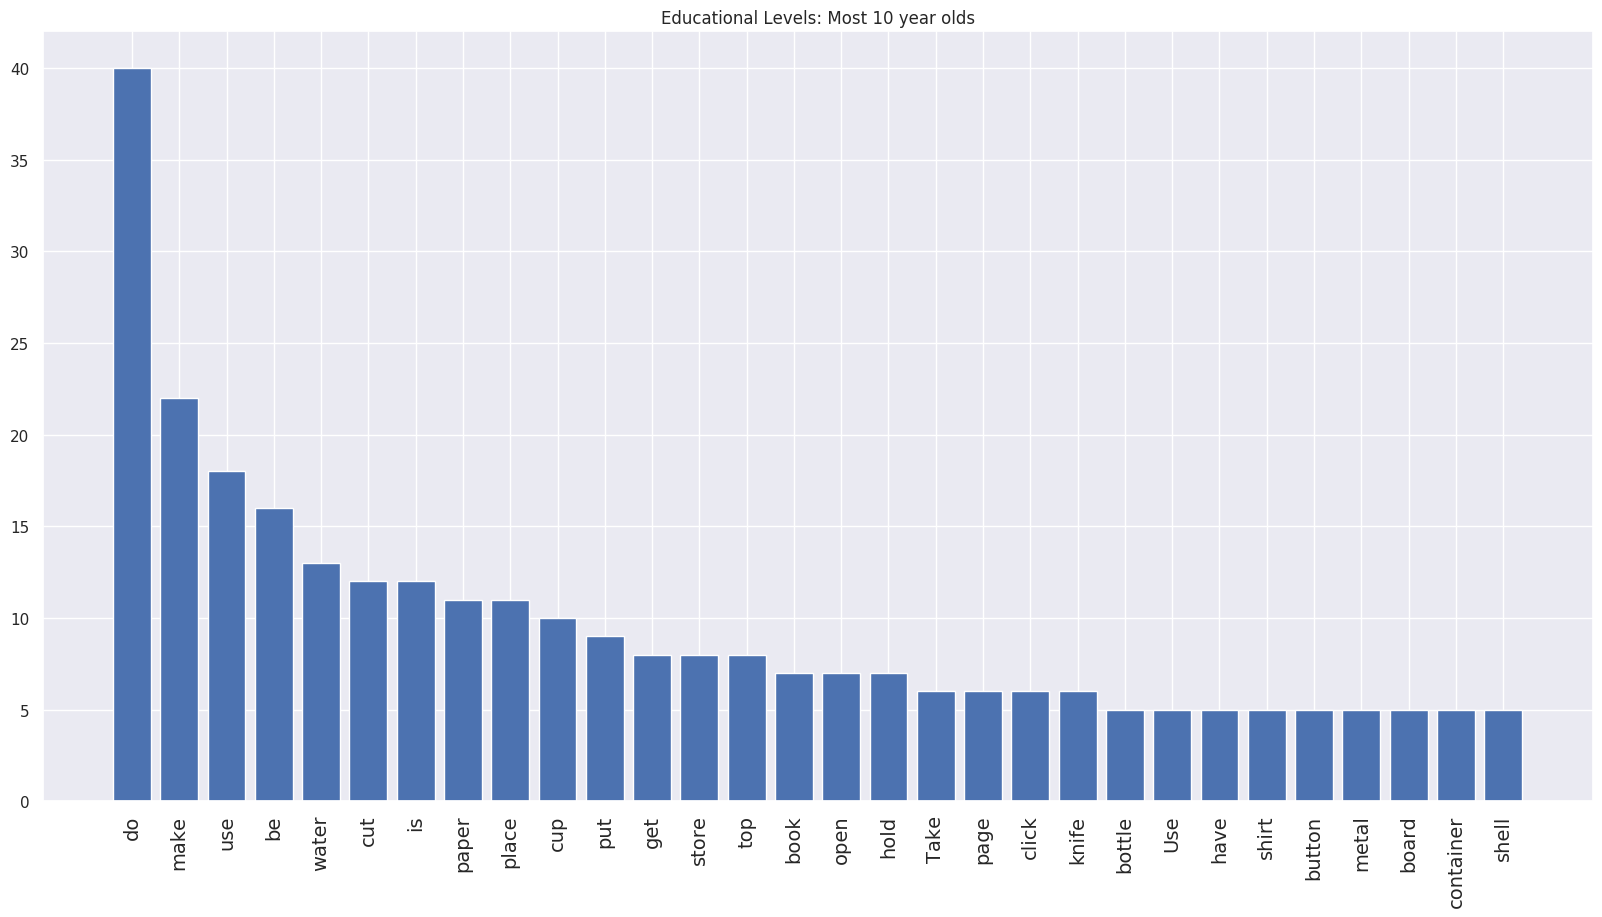 Educational Levels: Most 10 year olds
40
35
30
25
20
15
10
5
0
do
make
use
be
water
cut
is
paper
place
cup
put
get
store
top
book
open
hold
Take
page
click
knife
bottle
Use
have
shirt
button
metal
board
container
shell